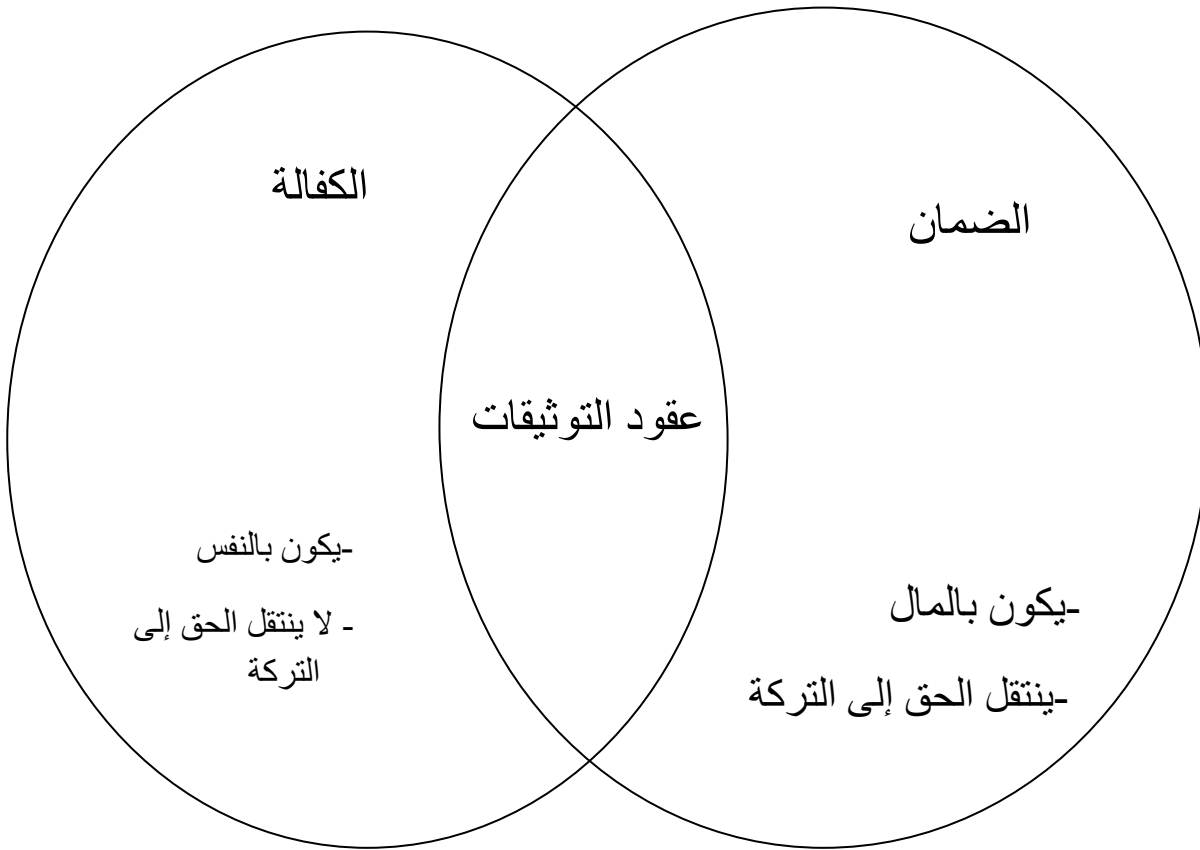 الضمان
-يكون بالمال
-ينتقل الحق إلى التركة
عقود التوثيقات
الكفالة
-يكون بالنفس
- لا ينتقل الحق إلى
التركة